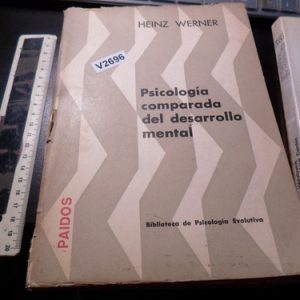 HEINZ WERNER
V2696
Psicología
comparada
del desarrollo
mental
PAIDOS
Biblioteca de Psicología Evolutiva